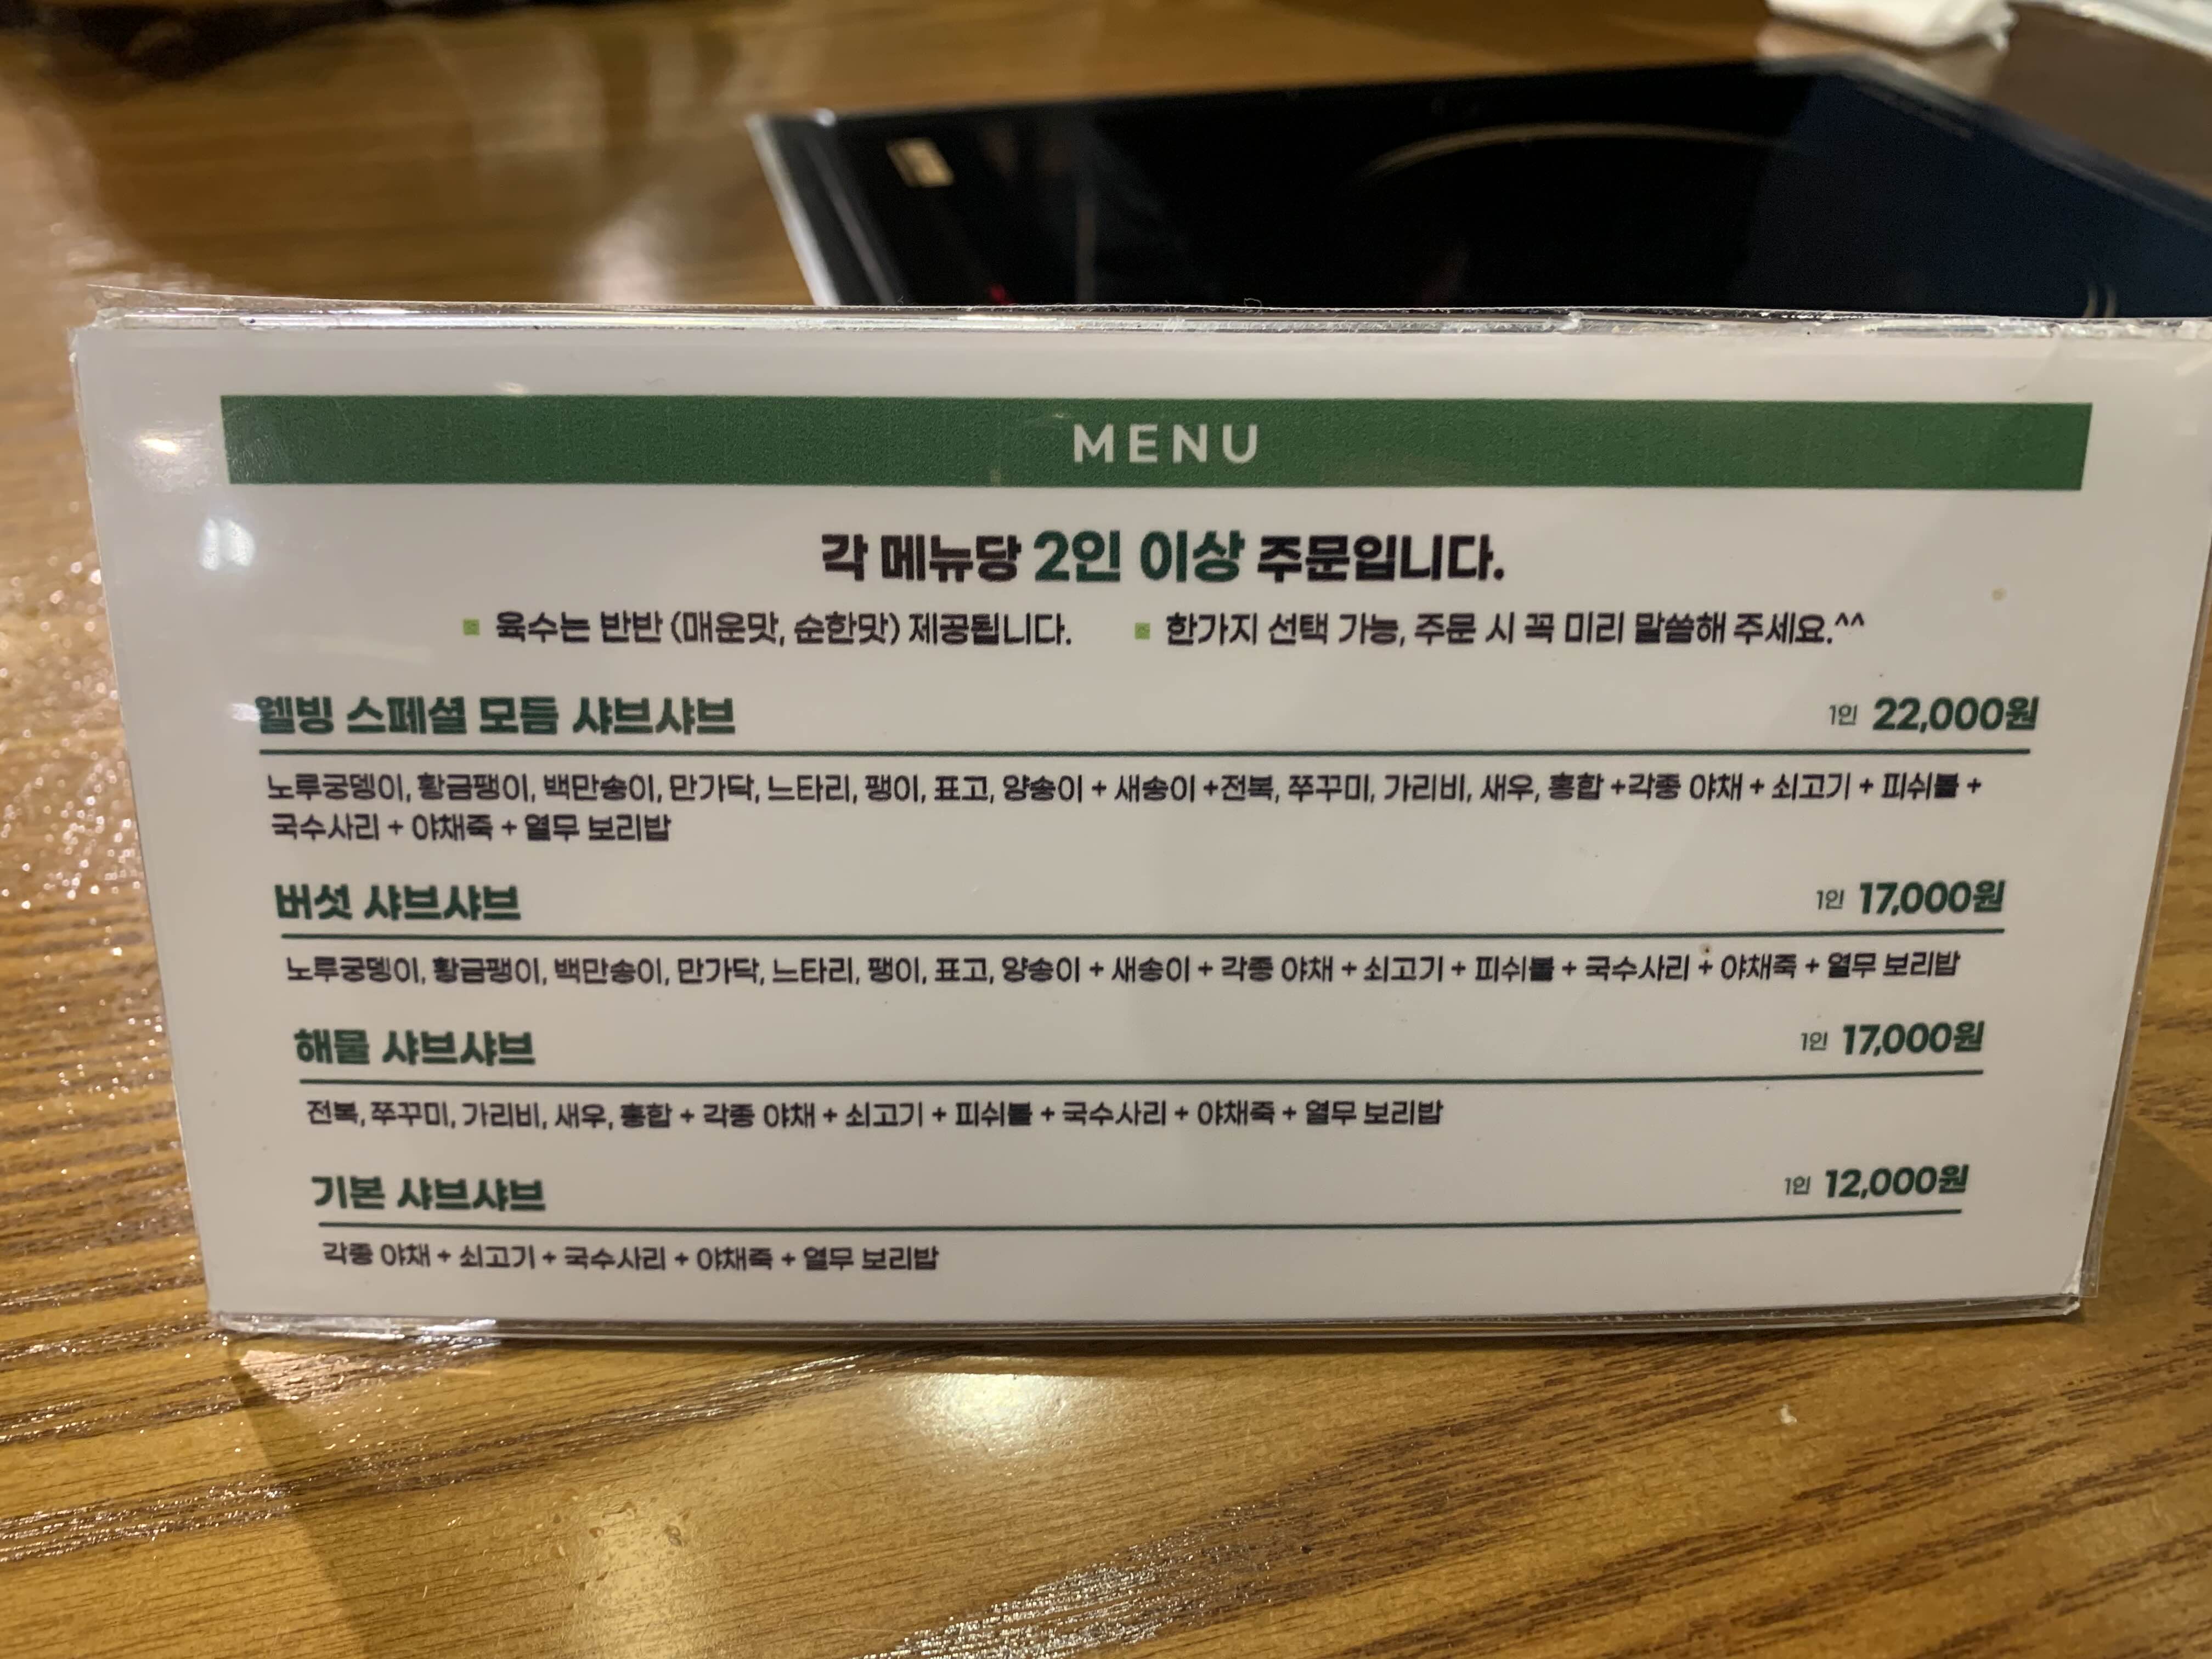 MENU
각 메뉴당 2인 이상 주문입니다.
육수는 반반 (매운맛, 순한맛) 제공됩니다. 한가지 선택 가능, 주문 시 꼭 미리 말씀해 주세요.^^
웰빙 스페셜 모듬 샤브샤브 1인 22,000원
노루궁뎅이, 황금팽이, 백만송이, 만가닥, 느타리, 팽이, 표고, 양송이 + 새송이 +전복, 쭈꾸미, 가리비, 새우, 홍합 +각종 야채 + 쇠고기 + 피쉬볼 +
국수사리 + 야채죽 + 열무 보리밥
버섯 샤브샤브 1인 17,000원
노루궁뎅이, 황금팽이, 백만송이, 만가닥, 느타리, 팽이, 표고, 양송이 + 새송이 + 각종 야채 + 쇠고기 + 피쉬볼 + 국수사리 + 야채죽 + 열무 보리밥
해물 샤브샤브 1인 17,000원
전복, 쭈꾸미, 가리비, 새우, 홍합 + 각종 야채 + 쇠고기 + 피쉬볼 + 국수사리 + 야채죽 + 열무 보리밥
기본 샤브샤브 1인 12,000원
각종 야채 + 쇠고기 + 국수사리 + 야채죽 + 열무 보리밥